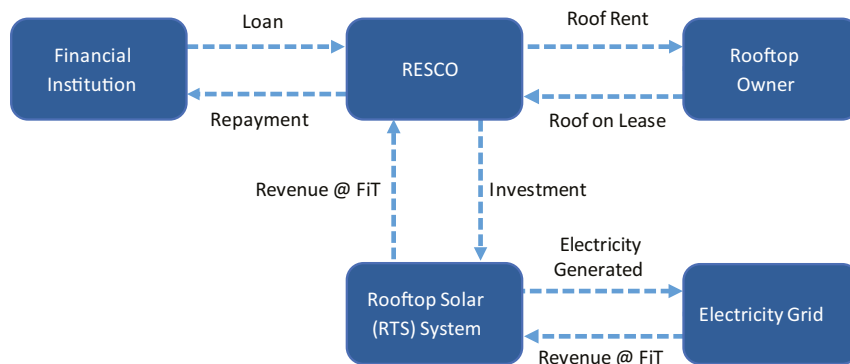 Loan
Roof Rent
Financial
Institution
RESCO
Rooftop
Owner
Repayment
Roof on Lease
Revenue @ FiT
Investment
Electricity
Generated
Rooftop Solar
(RTS) System
Electricity Grid
Revenue @ FiT